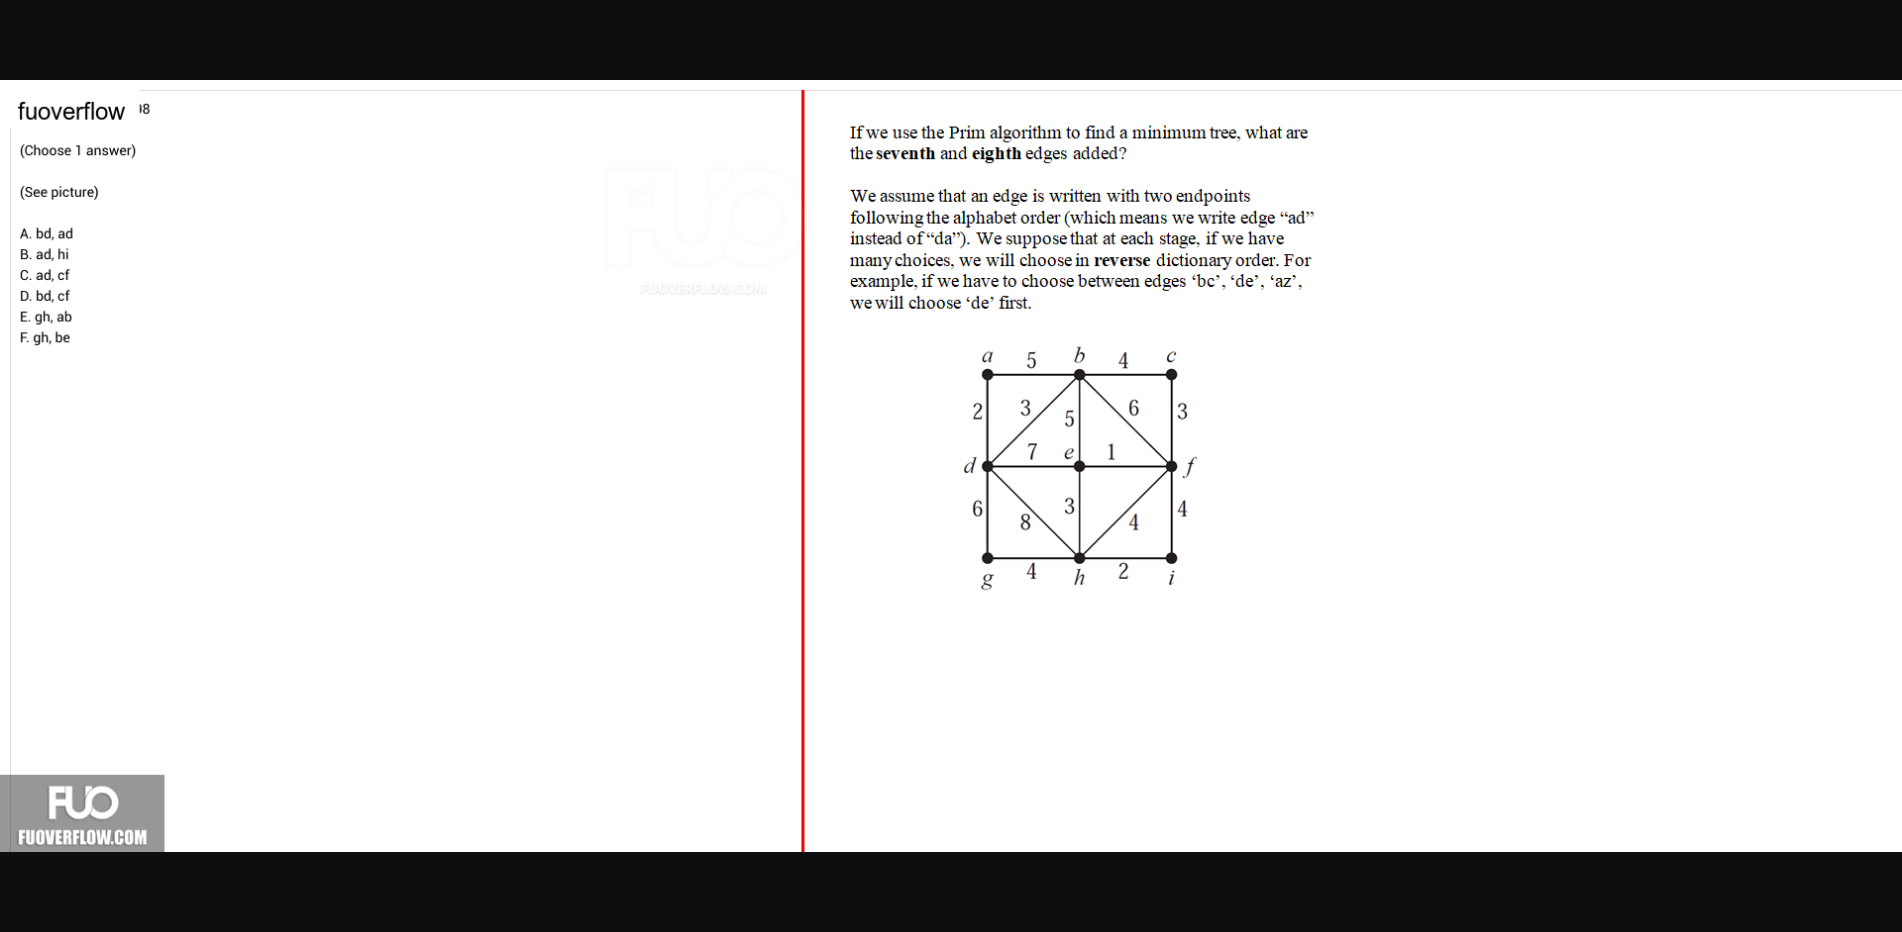 fuoverflow
(Choose 1 answer)
(See picture)
A. bd, ad
B. ad, hi
C. ad, cf
D. bd, cf
E. gh, ab
F. gh, be
FUO
FUOVERFLOW.COM
If we use the Prim algorithm to find a minimum tree, what are
the seventh and eighth edges added?
We assume that an edge is written with two endpoints
following the alphabet order (which means we write edge “ad”
instead of “da”). We suppose that at each stage, if we have
many choices, we will choose in reverse dictionary order. For
example, if we have to choose between edges ‘bc’, ‘de’, ‘az’,
we will choose ‘de’ first.
a 5 b 4 c
2 3 5 6 3
7 e 1
d f
6 8 3 4 4
g 4 h 2 i
FUO
FUOVERFLOW.COM